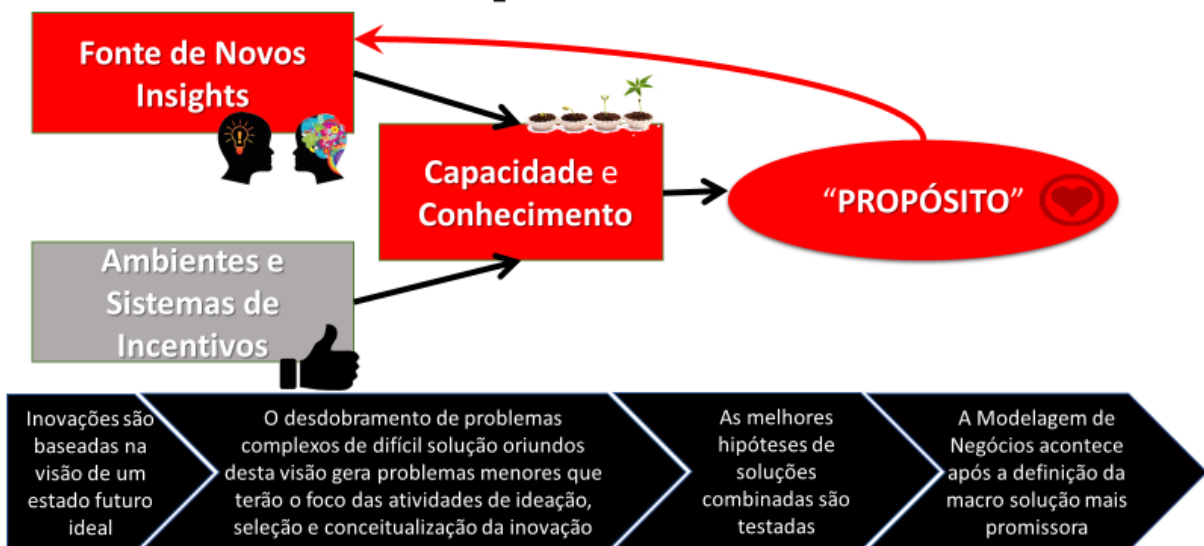 Fonte de Novos
Insights
Capacidade e
Conhecimento
“PROPÓSITO”
Ambientes e
Sistemas de
Incentivos
Inovações são
baseadas na
visão de um
estado futuro
ideal
O desdobramento de problemas
complexos de difícil solução oriundos
desta visão gera problemas menores que
terão o foco das atividades de ideação,
seleção e conceitualização da inovação
As melhores
hipóteses de
soluções
combinadas são
testadas
A Modelagem de
Negócios acontece
após a definição da
macro solução mais
promissora